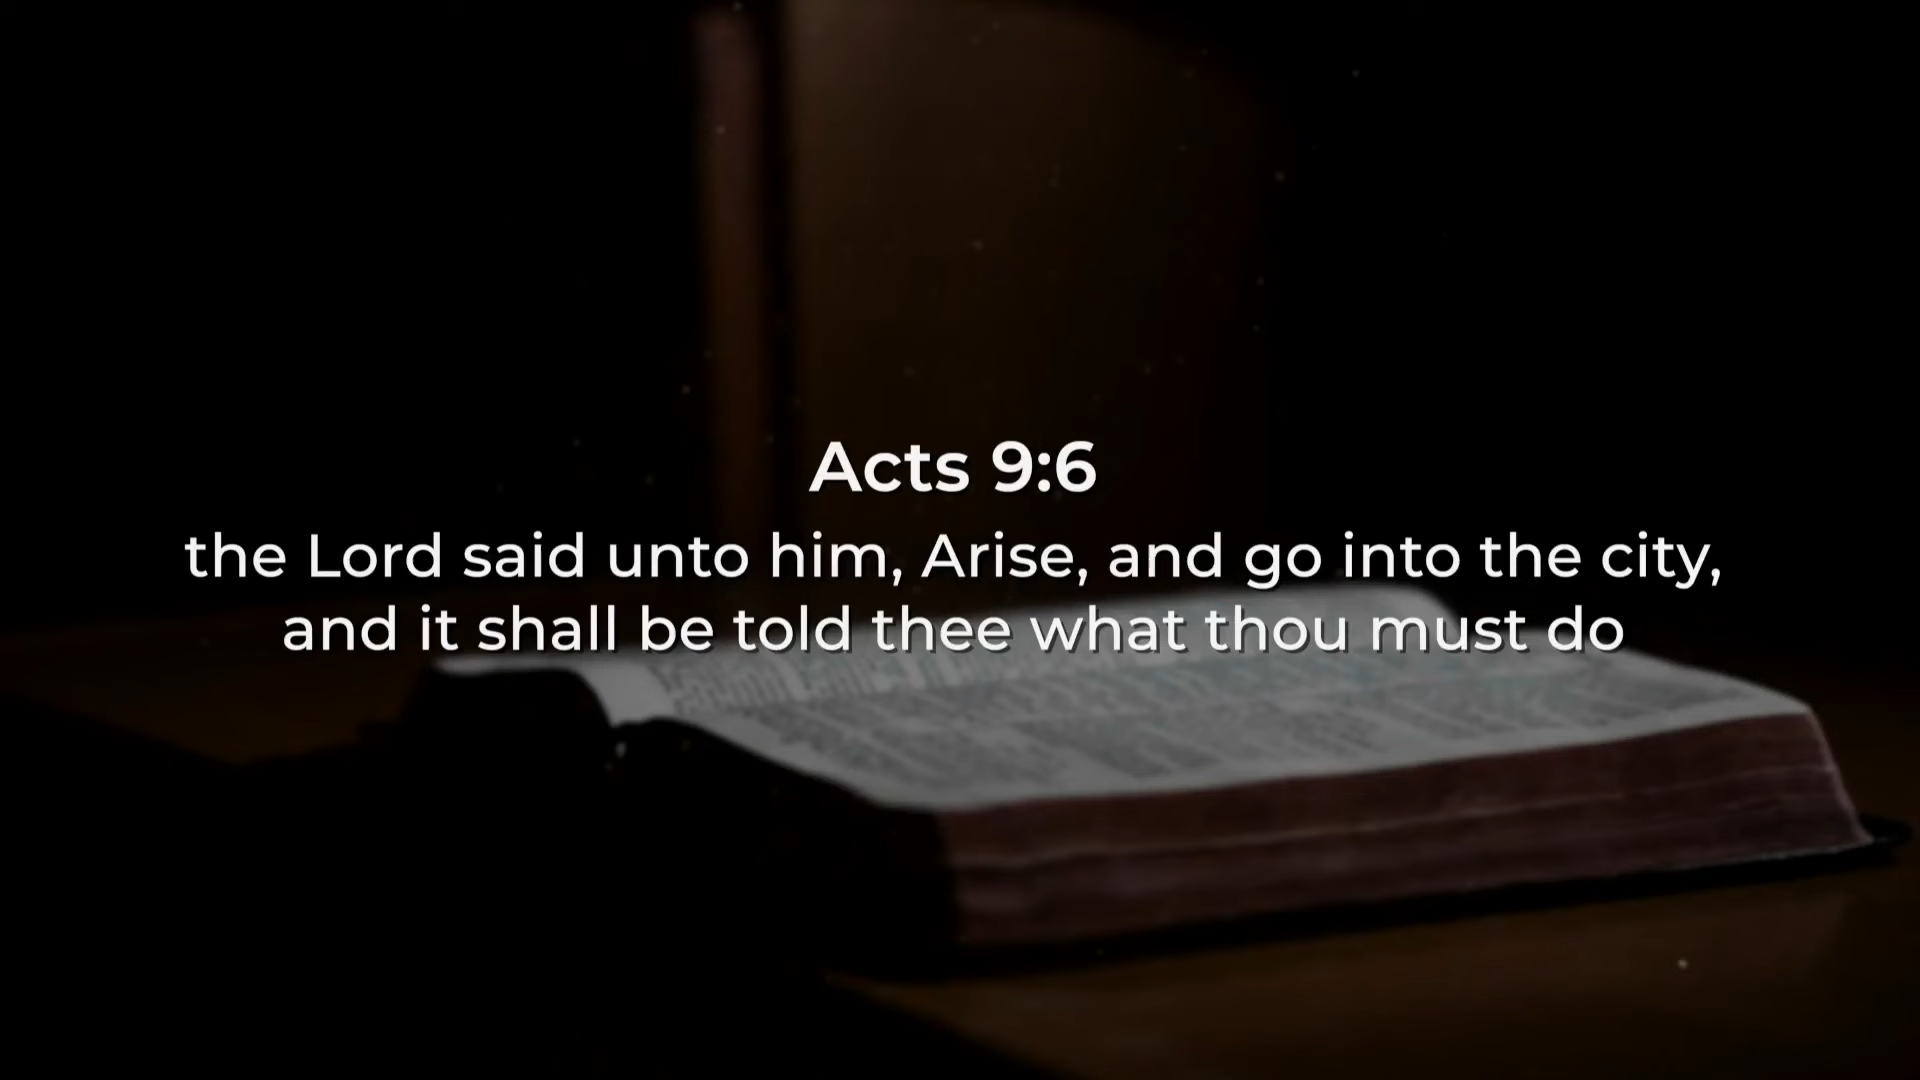 Acts 9:6
the Lord said unto him, Arise, and go into the city,
and it shall be told thee what thou must do